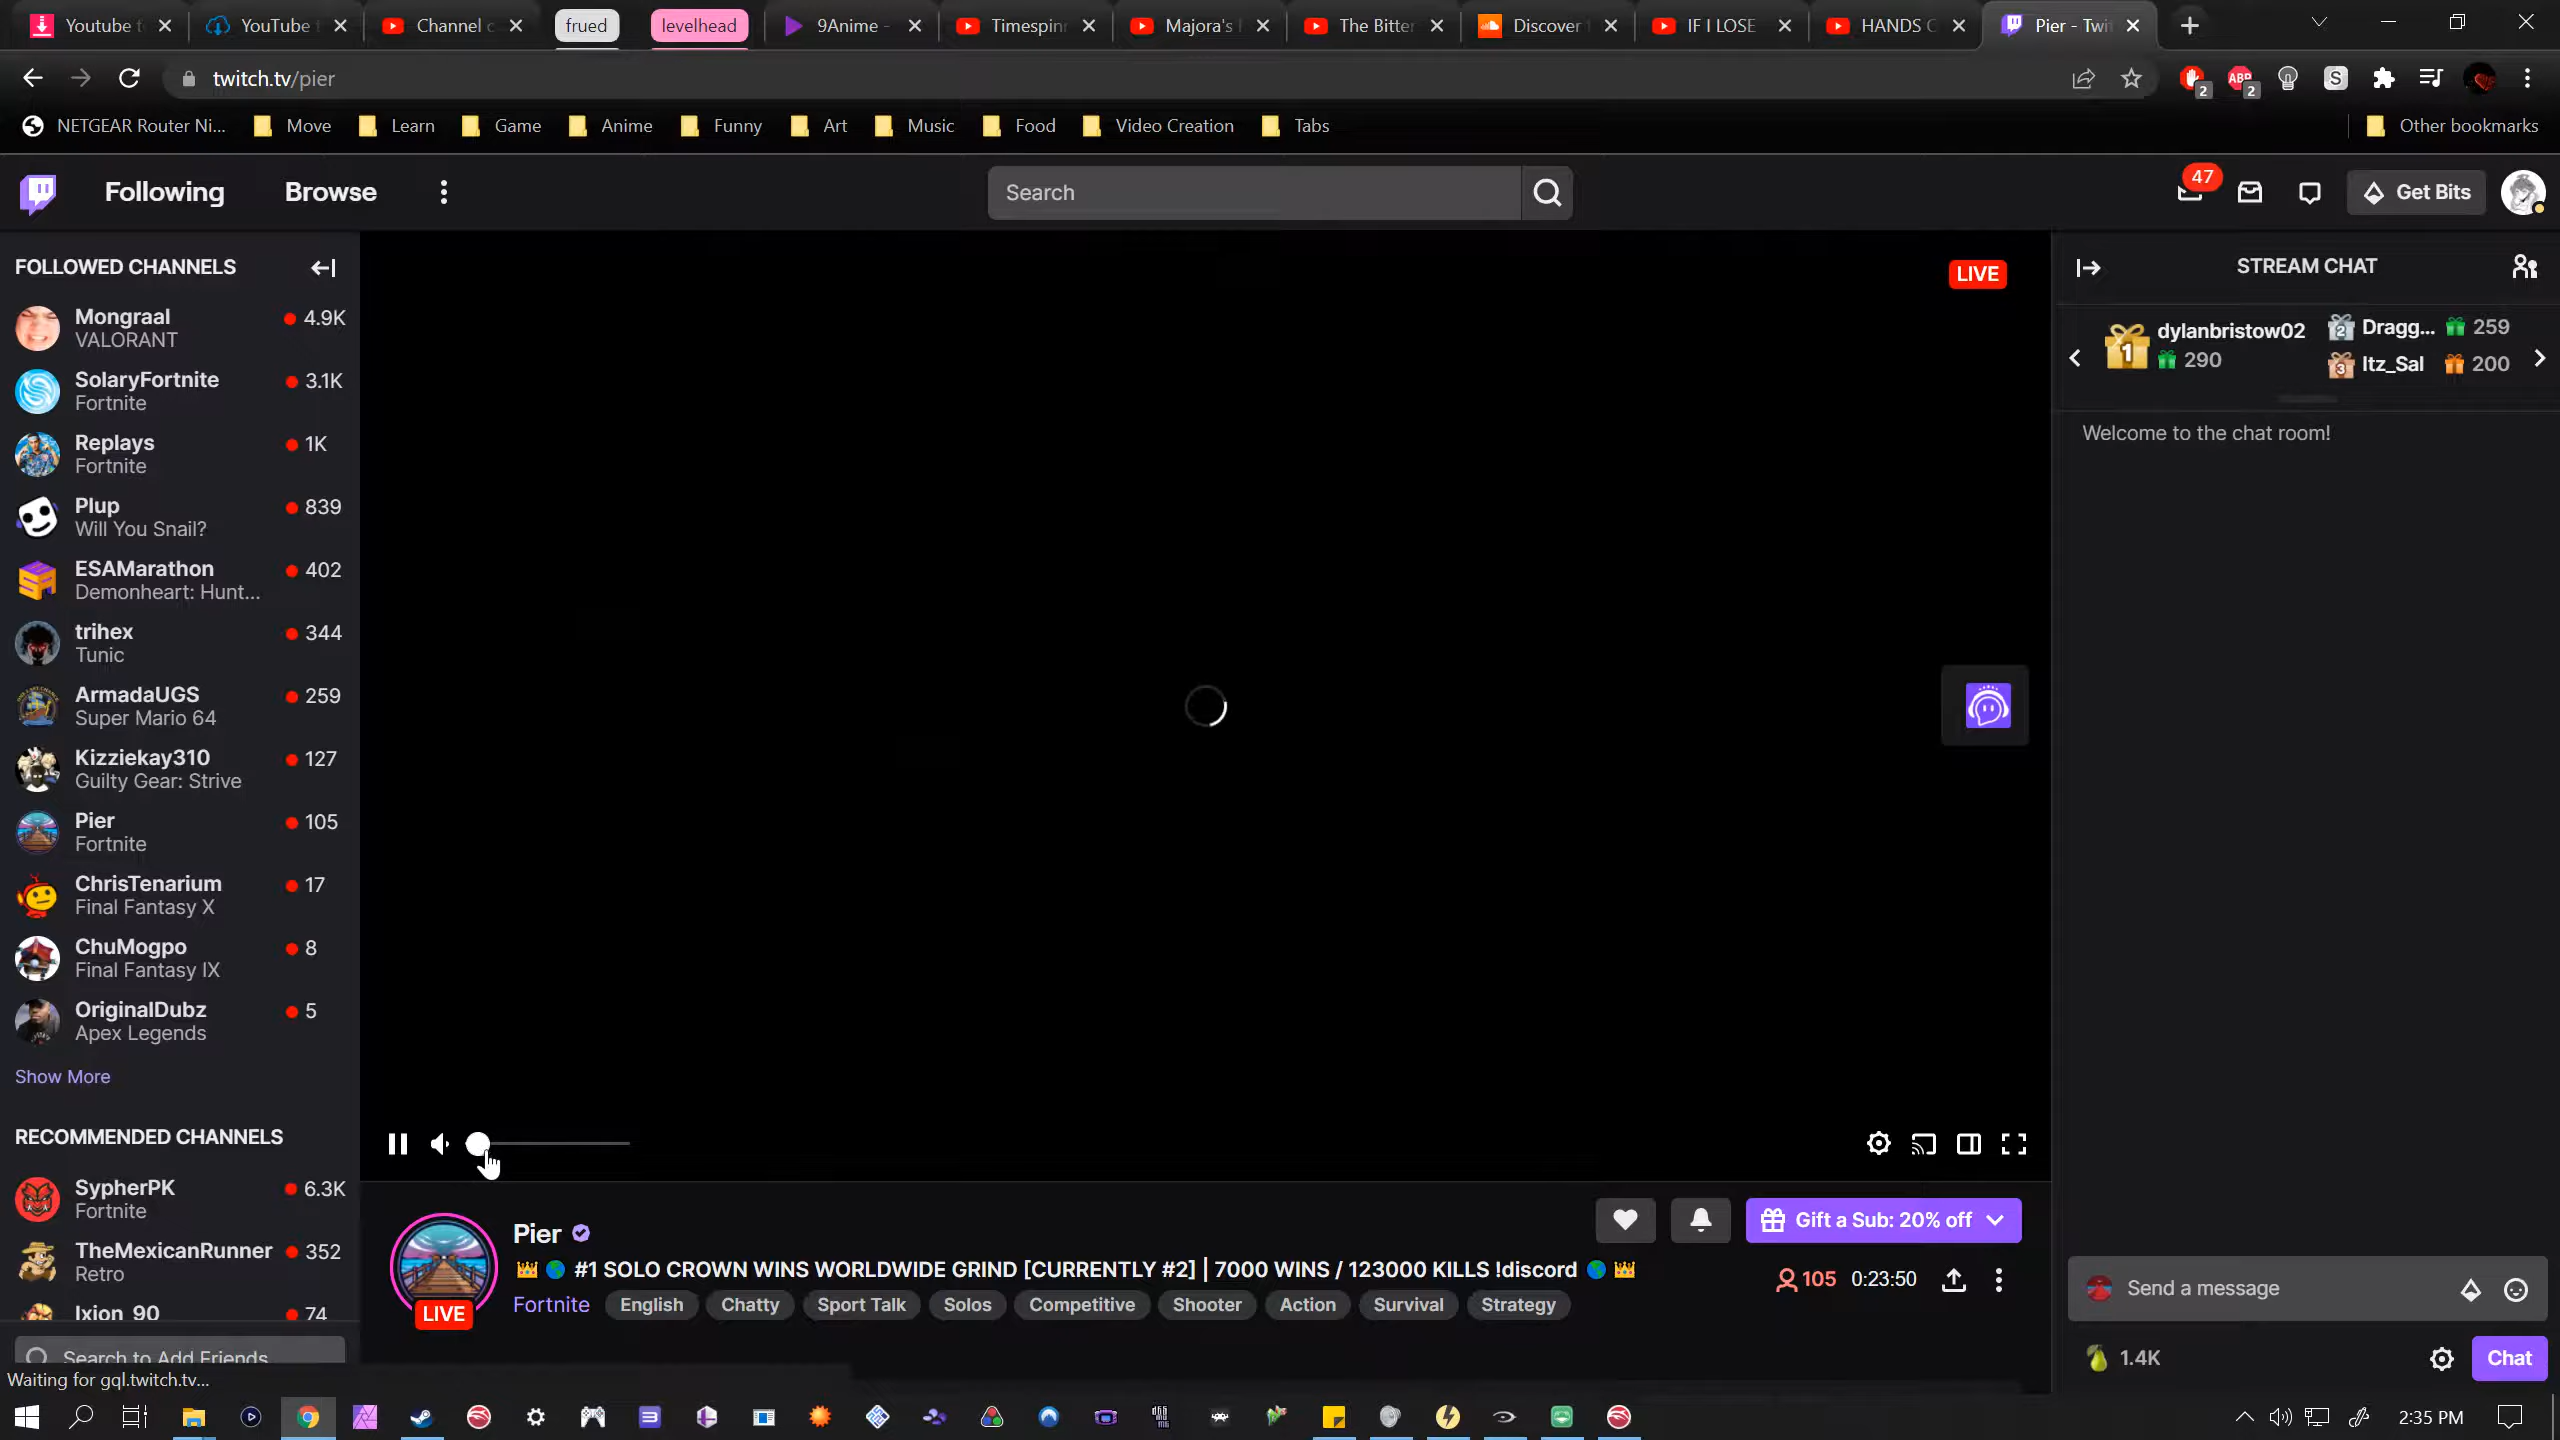 Youtube t
YouTube t
Channel c
frued
levelhead
9Anime -
Timespin
Majora's
The Bitter
Discover
IF I LOSE
HANDS
Pier - Twi
twitch.tv/pier
2
ABP
2
S
NETGEAR Router Ni...
Move
Learn
Game
Anime
Funny
Art
Music
Food
Video Creation
Tabs
Other bookmarks
Following
Browse
Search
47
Get Bits
FOLLOWED CHANNELS
Mongraal
4.9K
VALORANT
SolaryFortnite
3.1K
Fortnite
Replays
1K
Fortnite
Plup
839
Will You Snail?
ESAMarathon
402
Demonheart: Hunt...
trihex
344
Tunic
ArmadaUGS
259
Super Mario 64
Kizziekay310
127
Guilty Gear: Strive
Pier
105
Fortnite
ChrisTenarium
17
Final Fantasy X
ChuMogpo
8
Final Fantasy IX
OriginalDubz
5
Apex Legends
Show More
RECOMMENDED CHANNELS
SypherPK
6.3K
Fortnite
TheMexicanRunner
352
Retro
Ixion_90
74
Search to Add Friends
Waiting for gql.twitch.tv...
LIVE
Pier
Gift a Sub: 20% off
#1 SOLO CROWN WINS WORLDWIDE GRIND [CURRENTLY #2] | 7000 WINS / 123000 KILLS !discord
105
0:23:50
LIVE
Fortnite
English
Chatty
Sport Talk
Solos
Competitive
Shooter
Action
Survival
Strategy
STREAM CHAT
1
dylanbristow02
290
2
Dragg...
259
3
Itz_Sal
200
Welcome to the chat room!
Send a message
1.4K
Chat
2:35 PM